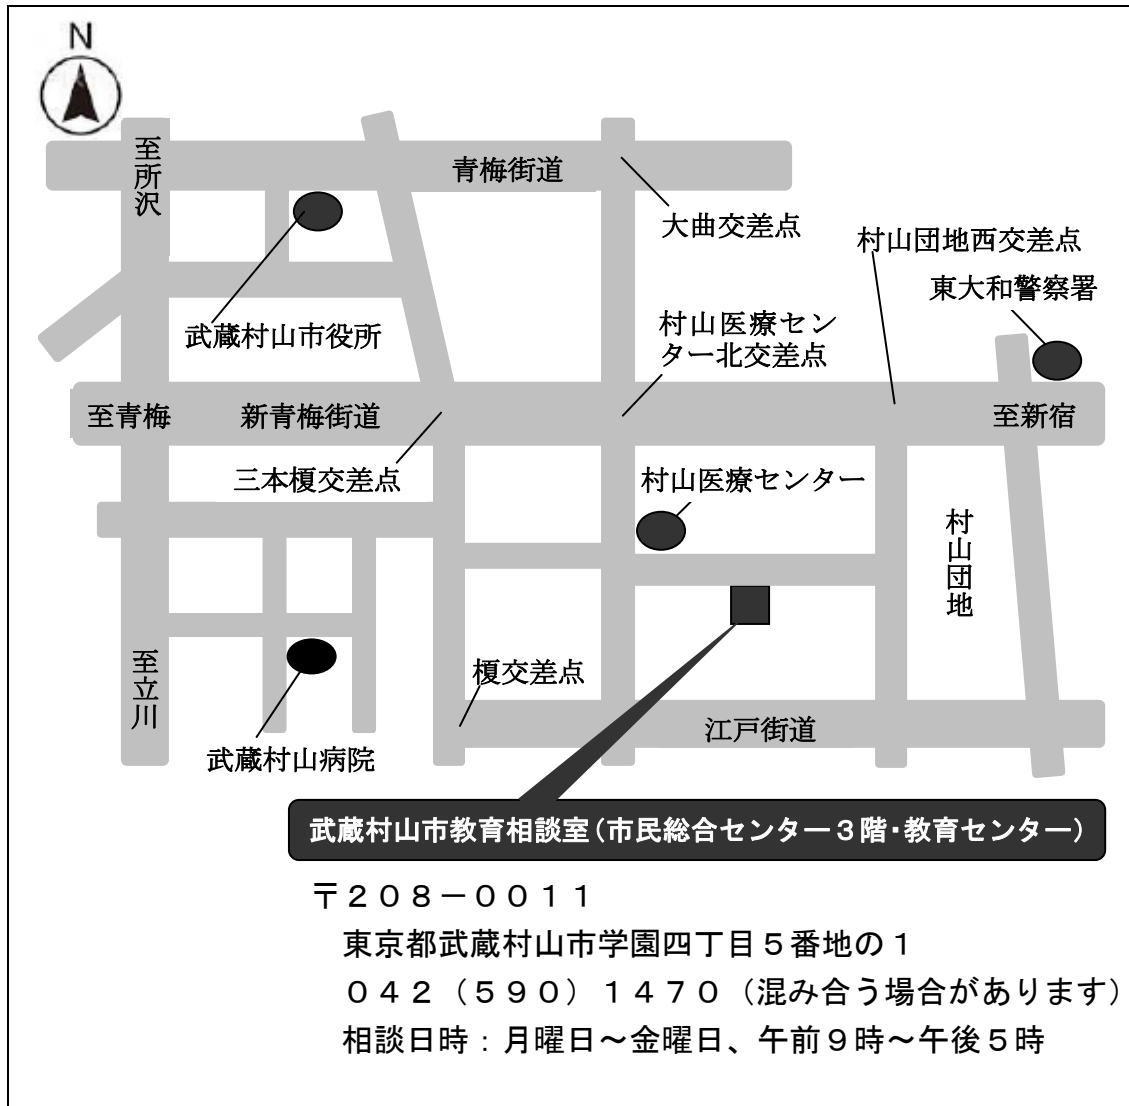 N
至所沢
青梅街道
大曲交差点
村山団地西交差点
東大和警察署
武蔵村山市役所
村山医療セン
ター北交差点
至青梅
新青梅街道
至新宿
三本榎交差点
村山医療センター
村山団地
至立川
榎交差点
江戸街道
武蔵村山病院
武蔵村山市教育相談室(市民総合センター３階・教育センター)
〒２０８－００１１
東京都武蔵村山市学園四丁目５番地の１
０４２（５９０）１４７０（混み合う場合があります）
相談日時：月曜日～金曜日、午前９時～午後５時